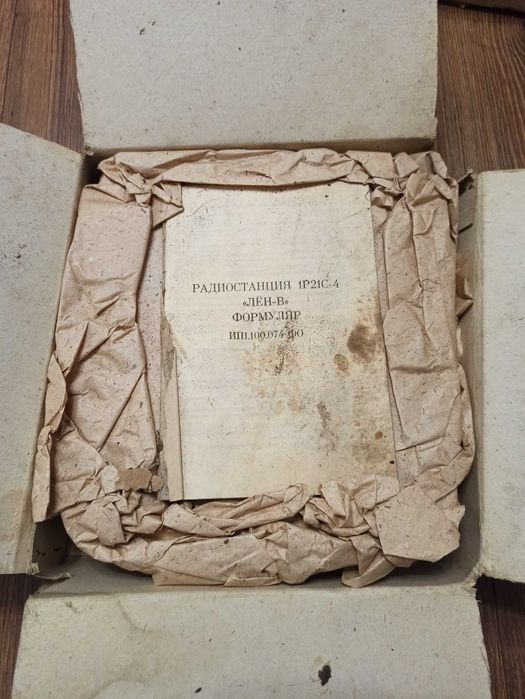 РАДИОСТАНЦИЯ 1Р21С-4
«ЛЁН-В»
ФОРМУЛЯР
ИП1.100.074 ФО